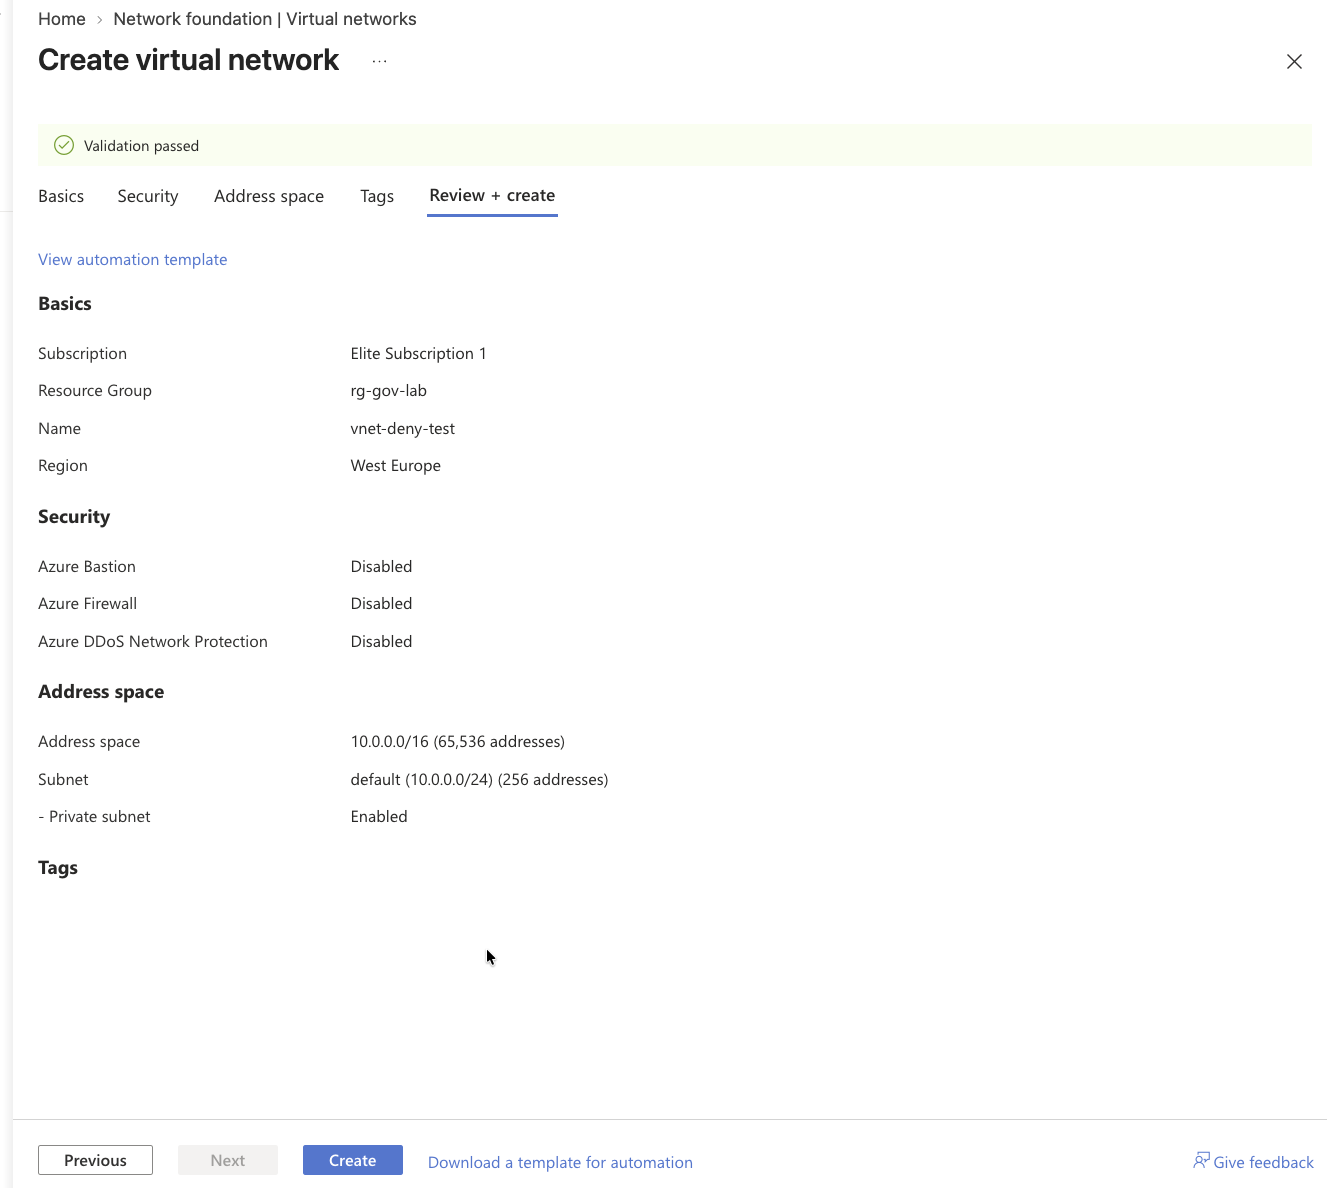 Home > Network foundation | Virtual networks
Create virtual network ...
Validation passed
Basics Security Address space Tags Review + create
View automation template
Basics
Subscription Elite Subscription 1
Resource Group rg-gov-lab
Name vnet-deny-test
Region West Europe
Security
Azure Bastion Disabled
Azure Firewall Disabled
Azure DDoS Network Protection Disabled
Address space
Address space 10.0.0.0/16 (65,536 addresses)
Subnet default (10.0.0.0/24) (256 addresses)
- Private subnet Enabled
Tags
Previous Next Create Download a template for automation Give feedback